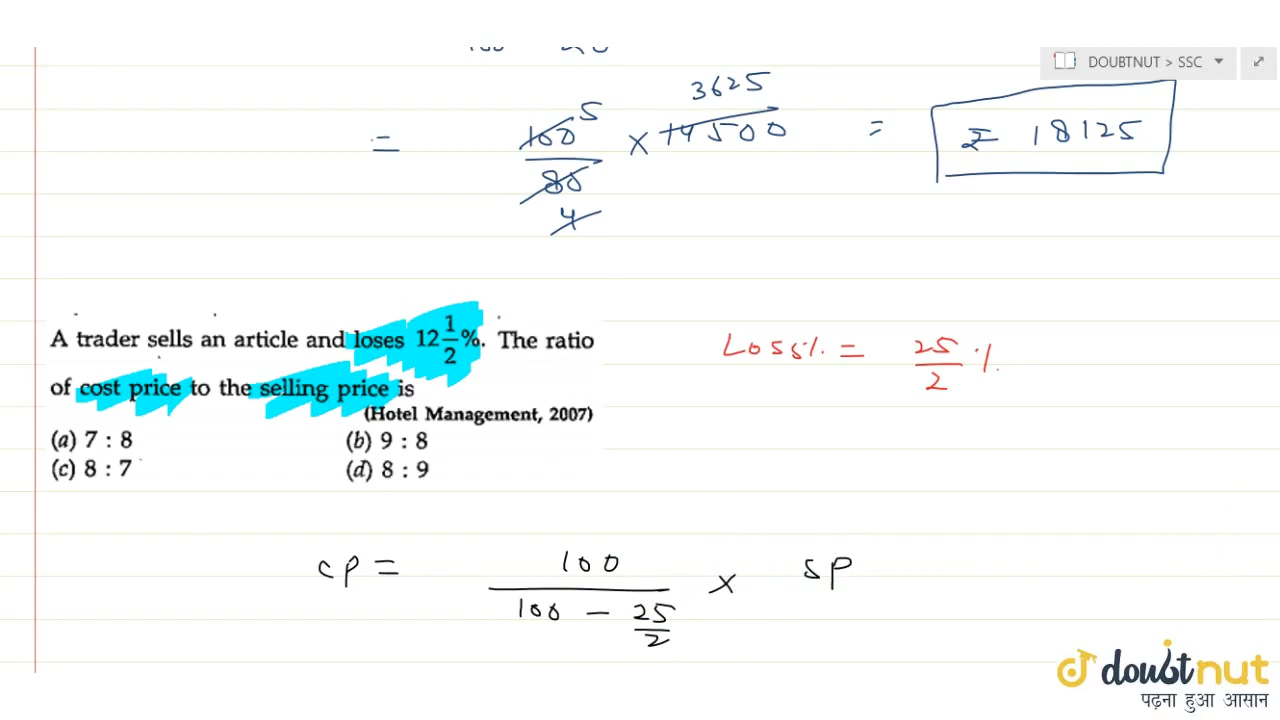 DOUBTNUT > SSC
3625
= 100 5 / 80 4 × 14500 = ₹ 18125
A trader sells an article and loses 12 1/2 %. The ratio
of cost price to the selling price is
(Hotel Management, 2007)
(a) 7 : 8 (b) 9 : 8
(c) 8 : 7 (d) 8 : 9
Loss% = 25/2 %
CP = 100 / 100 - 25/2 × SP
doubtnut
पढ़ना हुआ आसान